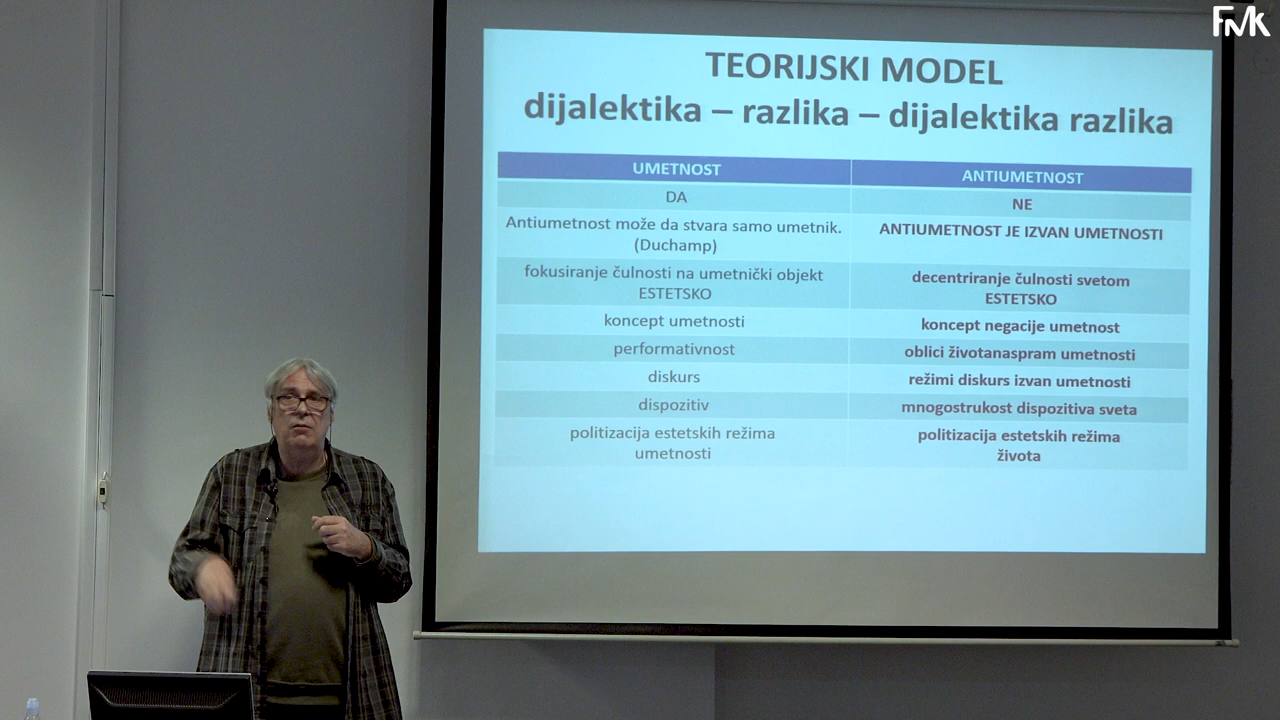 FMK
TEORIJSKI MODEL
dijalektika – razlika – dijalektika razlika
UMETNOST
ANTIUMETNOST
DA
NE
Antiumetnost može da stvara samo umetnik.
(Duchamp)
ANTIUMETNOST JE IZVAN UMETNOSTI
fokusiranje čulnosti na umetnički objekt
ESTETSKO
decentriranje čulnosti svetom
ESTETSKO
koncept umetnosti
koncept negacije umetnost
performativnost
oblici životanaspram umetnosti
diskurs
režimi diskurs izvan umetnosti
dispozitiv
mnogostrukost dispozitiva sveta
politizacija estetskih režima
umetnosti
politizacija estetskih režima
života